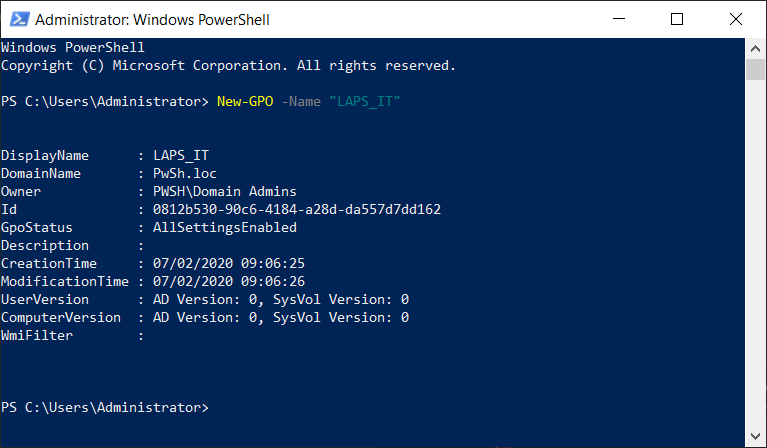 Administrator: Windows PowerShell
Windows PowerShell
Copyright (C) Microsoft Corporation. All rights reserved.
PS C:\Users\Administrator> New-GPO -Name "LAPS_IT"
DisplayName      : LAPS_IT
DomainName       : PwSh.loc
Owner            : PWSH\Domain Admins
Id               : 0812b530-90c6-4184-a28d-da557d7dd162
GpoStatus        : AllSettingsEnabled
Description      :
CreationTime     : 07/02/2020 09:06:25
ModificationTime : 07/02/2020 09:06:26
UserVersion      : AD Version: 0, SysVol Version: 0
ComputerVersion  : AD Version: 0, SysVol Version: 0
WmiFilter        :
PS C:\Users\Administrator>